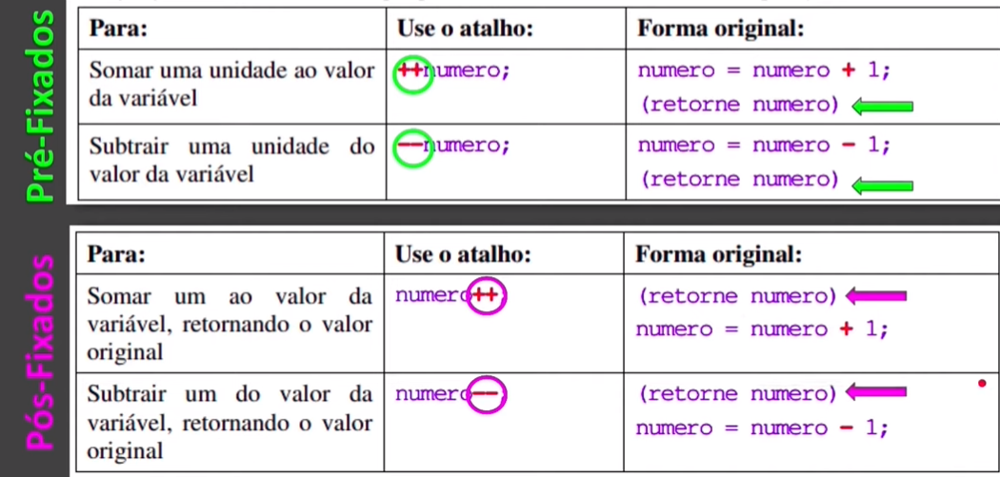 Pré-Fixados
Para:
Use o atalho:
Forma original:
Somar uma unidade ao valor
da variável
++numero;
numero = numero + 1;
(retorne numero)
Subtrair uma unidade do
valor da variável
--numero;
numero = numero - 1;
(retorne numero)
Pós-Fixados
Para:
Use o atalho:
Forma original:
Somar um ao valor da
variável, retornando o valor
original
numero++;
(retorne numero)
numero = numero + 1;
Subtrair um do valor da
variável, retornando o valor
original
numero--;
(retorne numero)
numero = numero - 1;